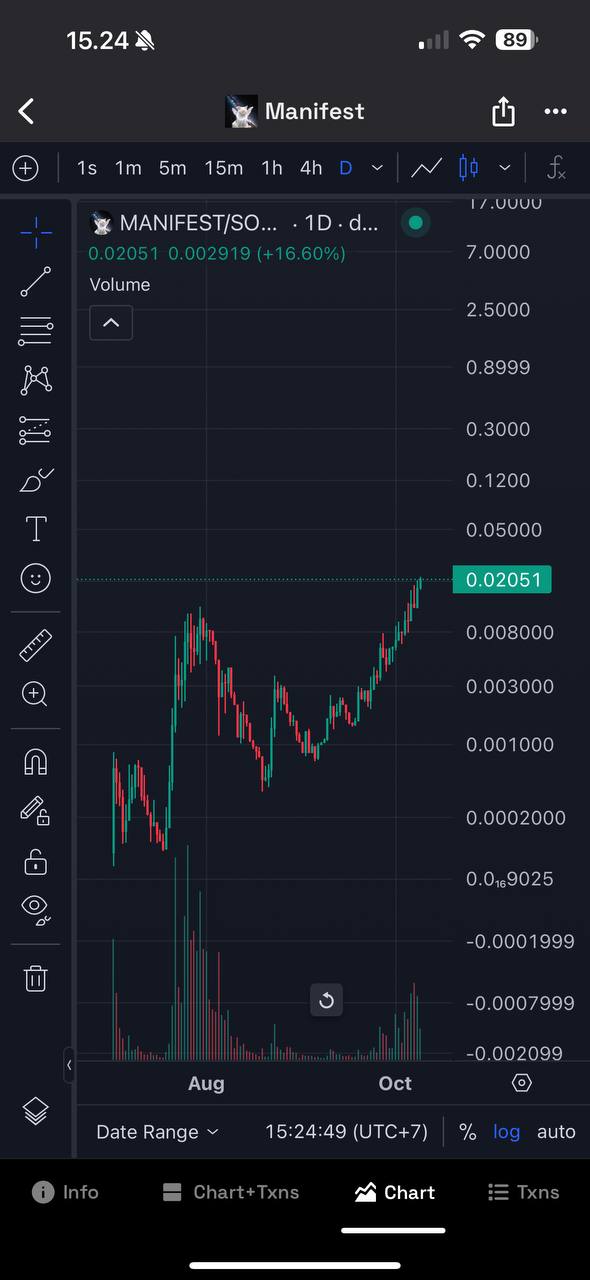 15.24
89
Manifest
1s 1m 5m 15m 1h 4h D
MANIFEST/SO... · 1D · d...
0.02051 0.002919 (+16.60%)
Volume
17.0000
7.0000
2.5000
0.8999
0.3000
0.1200
0.05000
0.02051
0.008000
0.003000
0.001000
0.0002000
0.0₁₆9025
-0.0001999
-0.0007999
-0.002099
Aug Oct
Date Range 15:24:49 (UTC+7) % log auto
Info Chart+Txns Chart Txns